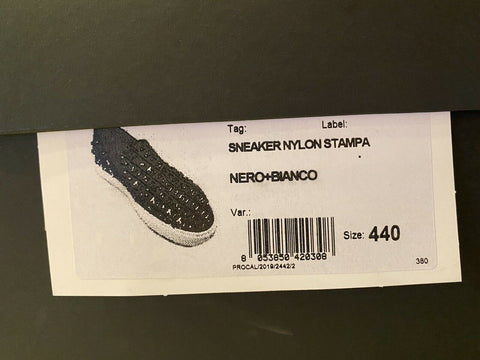 Tag: Label:
SNEAKER NYLON STAMPA
NERO+BIANCO
Var.:
Size: 440
8 053850 420308
PROCAL/2019/2442/2
380